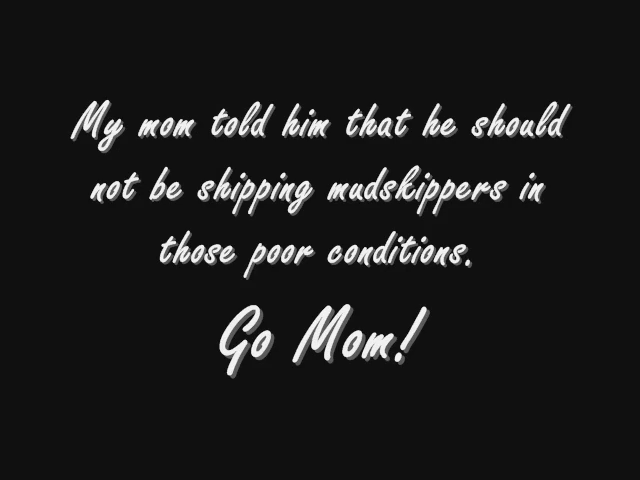 My mom told him that he should
not be shipping mudskippers in
those poor conditions.
Go Mom!